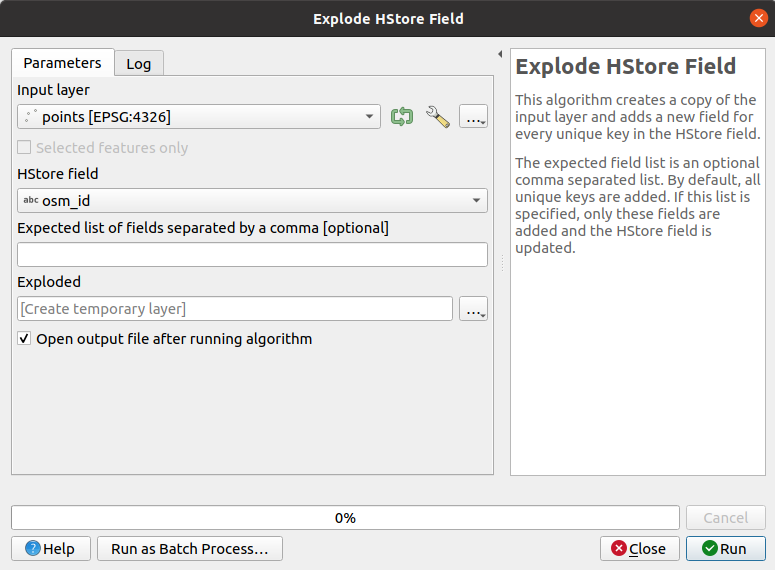 Explode HStore Field
Parameters
Log
Input layer
points [EPSG:4326]
...
Selected features only
HStore field
abc osm_id
Expected list of fields separated by a comma [optional]
Exploded
[Create temporary layer]
...
Open output file after running algorithm
Explode HStore Field
This algorithm creates a copy of the
input layer and adds a new field for
every unique key in the HStore field.
The expected field list is an optional
comma separated list. By default, all
unique keys are added. If this list is
specified, only these fields are
added and the HStore field is
updated.
0%
Cancel
? Help
Run as Batch Process...
Close
Run